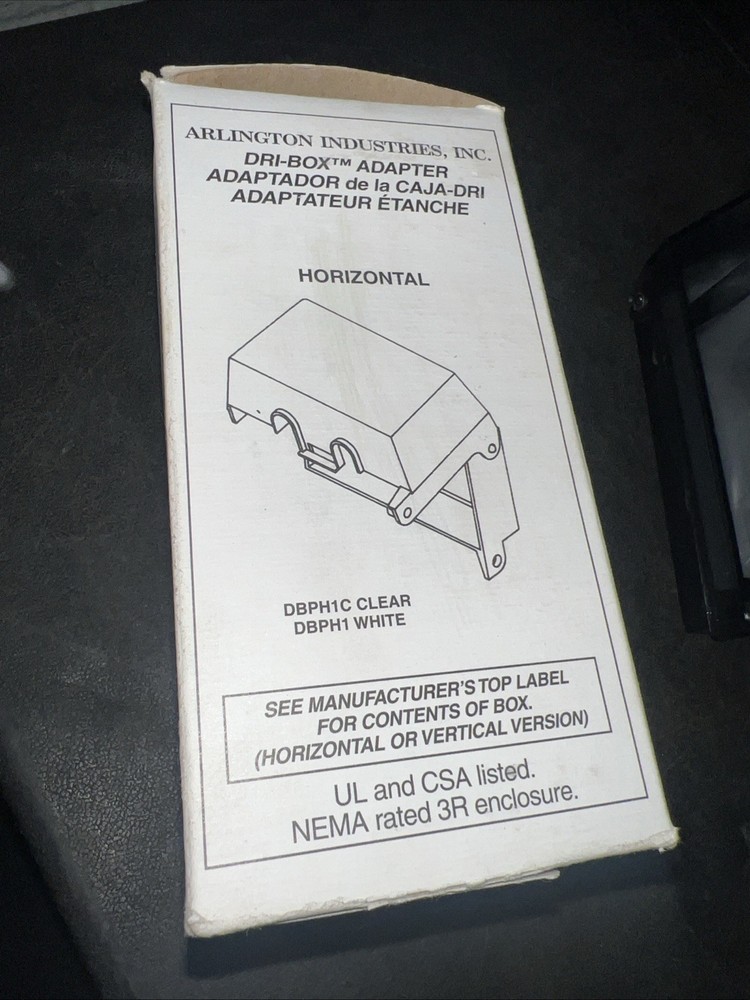 ARLINGTON INDUSTRIES, INC.
DRI-BOX™ ADAPTER
ADAPTADOR de la CAJA-DRI
ADAPTATEUR ÉTANCHE
HORIZONTAL
DBPH1C CLEAR
DBPH1 WHITE
SEE MANUFACTURER'S TOP LABEL
FOR CONTENTS OF BOX.
(HORIZONTAL OR VERTICAL VERSION)
UL and CSA listed.
NEMA rated 3R enclosure.